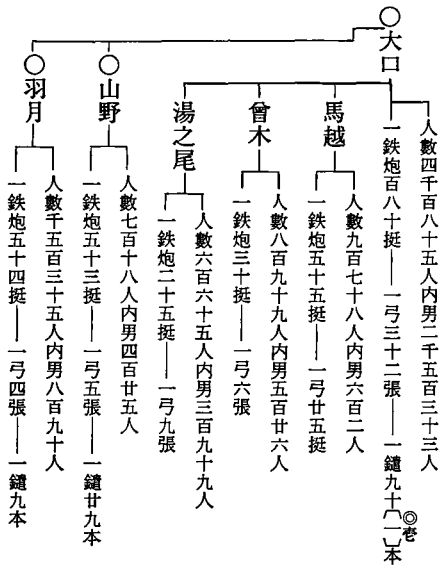 ○大口
人數四千百八十五人内男二千五百三十三人
一鉄炮百八十挺――一弓三十二張――一鑓九十〔一〕本
◎壱
馬越
人數九百七十八人内男六百二人
一鉄炮五十五挺――一弓廿五挺
曾木
人數八百九十九人内男五百廿六人
一鉄炮三十挺――一弓六張
湯之尾
人數六百六十五人内男三百九十九人
一鉄炮二十五挺――一弓九張
○山野
人數七百十八人内男四百廿五人
一鉄炮五十三挺――一弓五張――一鑓廿九本
○羽月
人數千五百三十五人内男八百九十人
一鉄炮五十四挺――一弓四張――一鑓九本